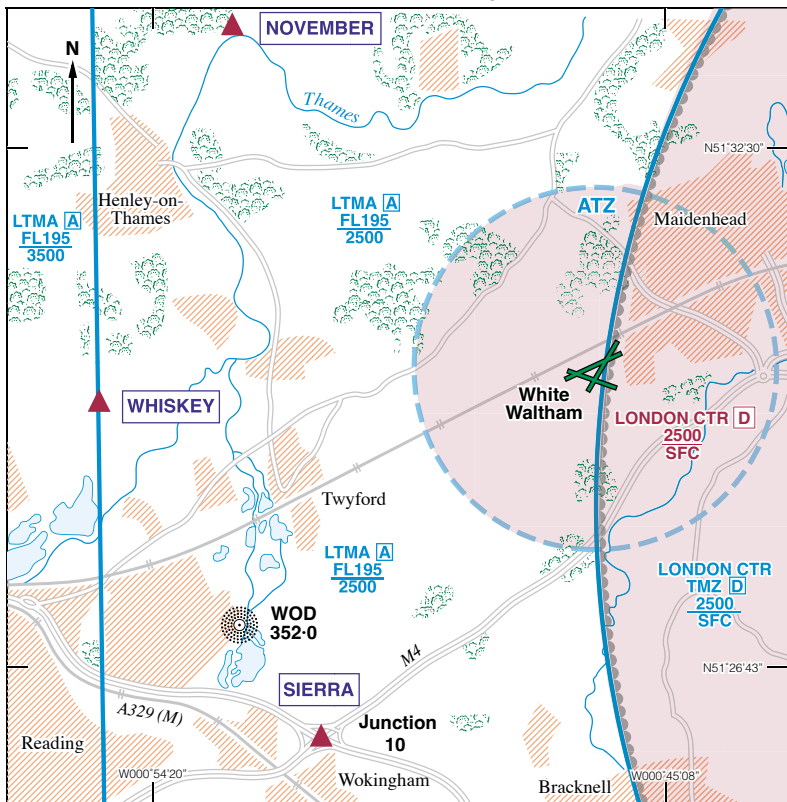 NOVEMBER
N
Thames
N51°32'30"
Henley-on-
Thames
LTMA A
FL195
3500
LTMA A
FL195
2500
ATZ
Maidenhead
WHISKEY
White
Waltham
LONDON CTR D
2500
SFC
Twyford
LTMA A
FL195
2500
LONDON CTR
TMZ D
2500
SFC
WOD
352·0
M4
N51°26'43"
SIERRA
A329 (M)
Junction
10
Reading
W000°54'20"
Wokingham
Bracknell
W000°45'08"